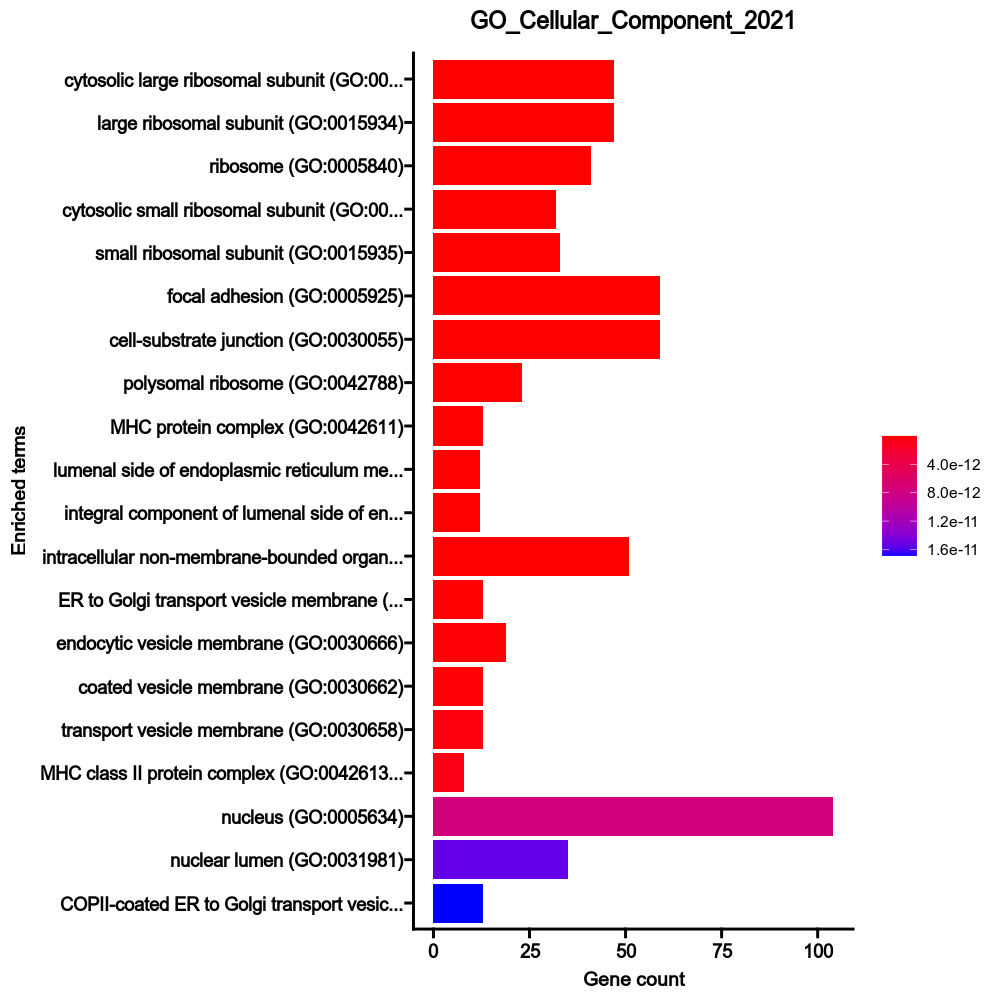 GO_Cellular_Component_2021
cytosolic large ribosomal subunit (GO:00...
large ribosomal subunit (GO:0015934)
ribosome (GO:0005840)
cytosolic small ribosomal subunit (GO:00...
small ribosomal subunit (GO:0015935)
focal adhesion (GO:0005925)
cell-substrate junction (GO:0030055)
polysomal ribosome (GO:0042788)
MHC protein complex (GO:0042611)
lumenal side of endoplasmic reticulum me...
integral component of lumenal side of en...
intracellular non-membrane-bounded organ...
ER to Golgi transport vesicle membrane (...
endocytic vesicle membrane (GO:0030666)
coated vesicle membrane (GO:0030662)
transport vesicle membrane (GO:0030658)
MHC class II protein complex (GO:0042613...
nucleus (GO:0005634)
nuclear lumen (GO:0031981)
COPII-coated ER to Golgi transport vesic...
Enriched terms
0 25 50 75 100
Gene count
4.0e-12
8.0e-12
1.2e-11
1.6e-11